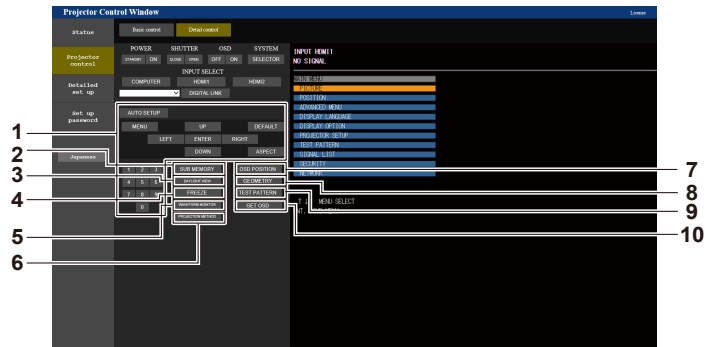 Projector Control Window
License
Status
Basic control
Detail control
POWER
SHUTTER
OSD
SYSTEM
STANDBY
ON
CLOSE
OPEN
OFF
ON
SELECTOR
INPUT HDMI1
NO SIGNAL
Projector
control
INPUT SELECT
COMPUTER
HDMI1
HDMI2
DIGITAL LINK
MAIN MENU
PICTURE
POSITION
ADVANCED MENU
DISPLAY LANGUAGE
DISPLAY OPTION
PROJECTOR SETUP
TEST PATTERN
SIGNAL LIST
SECURITY
NETWORK
Detailed
set up
Set up
password
Japanese
AUTO SETUP
MENU
UP
DEFAULT
LEFT
ENTER
RIGHT
DOWN
ASPECT
1 2 3
4 5 6
7 8 9
0
SUB MEMORY
DAYLIGHT VIEW
FREEZE
WAVEFORM MONITOR
PROJECTION METHOD
OSD POSITION
GEOMETRY
TEST PATTERN
GET OSD
MENU SELECT
1
2
3
4
5
6
7
8
9
10